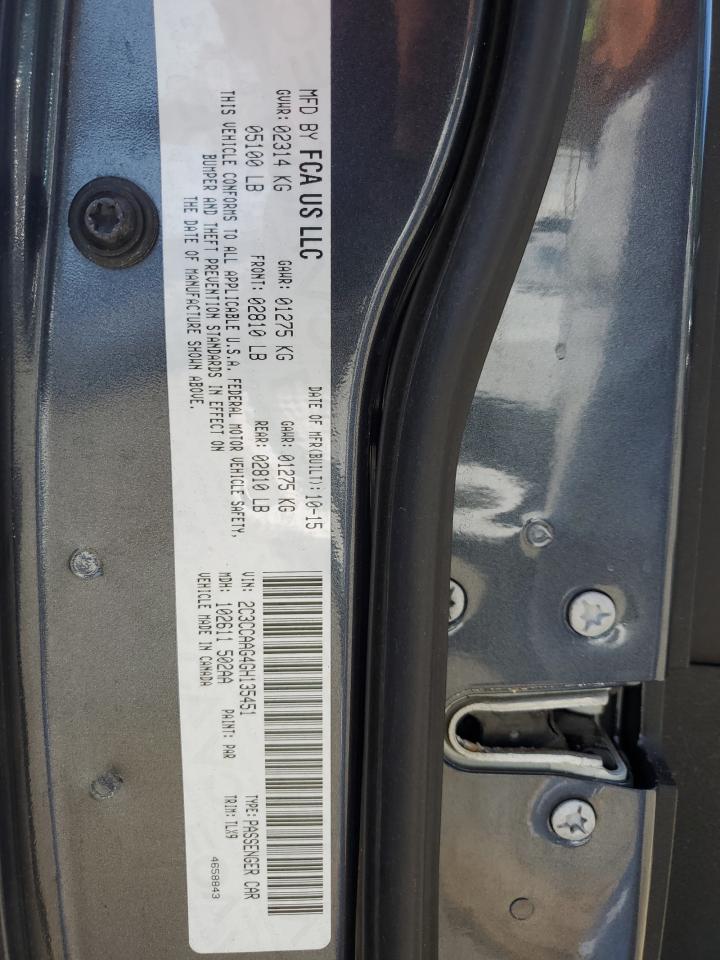 MFD BY FCA US LLC
DATE OF MFR(BUILT): 10-15
GVWR: 02314 KG
GAWR: 01275 KG
GAWR: 01275 KG
05100 LB
FRONT: 02810 LB
REAR: 02810 LB
THIS VEHICLE CONFORMS TO ALL APPLICABLE U.S.A. FEDERAL MOTOR VEHICLE SAFETY,
BUMPER AND THEFT PREVENTION STANDARDS IN EFFECT ON
THE DATE OF MANUFACTURE SHOWN ABOVE.
VIN: 2C3CCAAG4GH135451
TYPE: PASSENGER CAR
MDH: 102611 502AA
PAINT: PAR
TRIM: TLX9
VEHICLE MADE IN CANADA
4658843